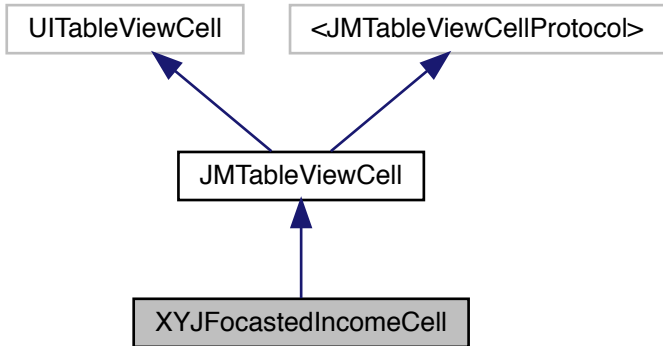 UITableViewCell
<JMTableViewCellProtocol>
JMTableViewCell
XYJFocastedIncomeCell